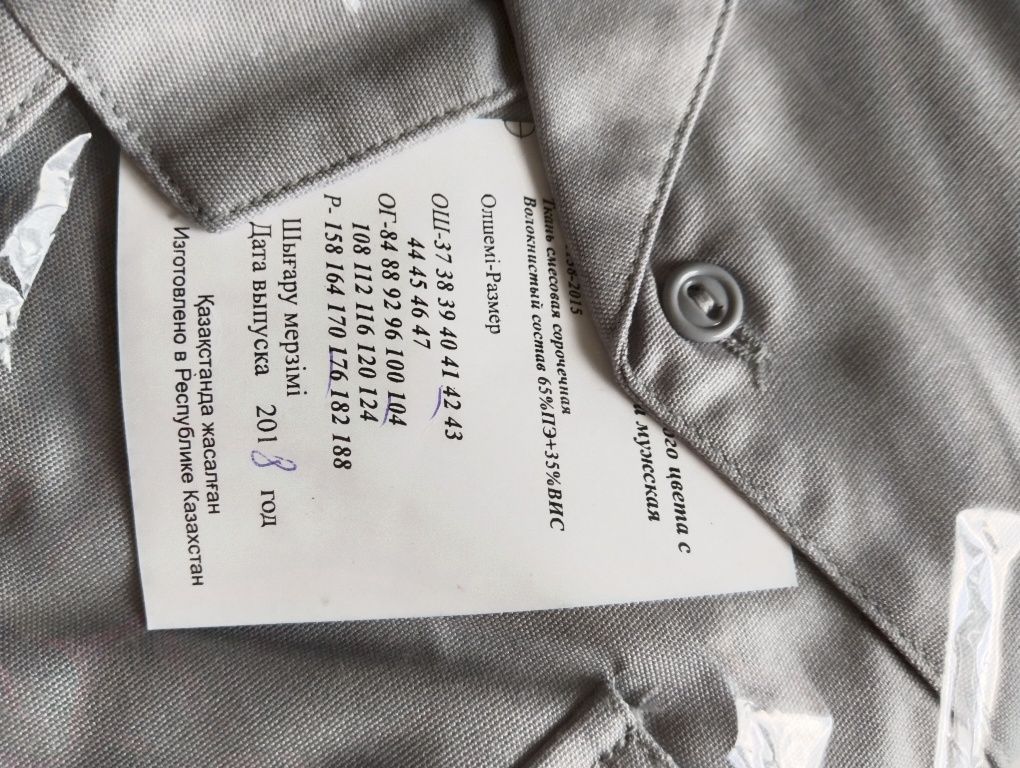 цвета с
мужская
-2015
Ткань смесовая сорочечная
Волокнистый состав 65%ПЭ+35%ВИС
Олшемі-Размер
ОШ-37 38 39 40 41 42 43
44 45 46 47
ОГ-84 88 92 96 100 104
108 112 116 120 124
Р- 158 164 170 176 182 188
Шығару мерзімі
Дата выпуска 2018 год
Қазақстанда жасалған
Изготовлено в Республике Казахстан